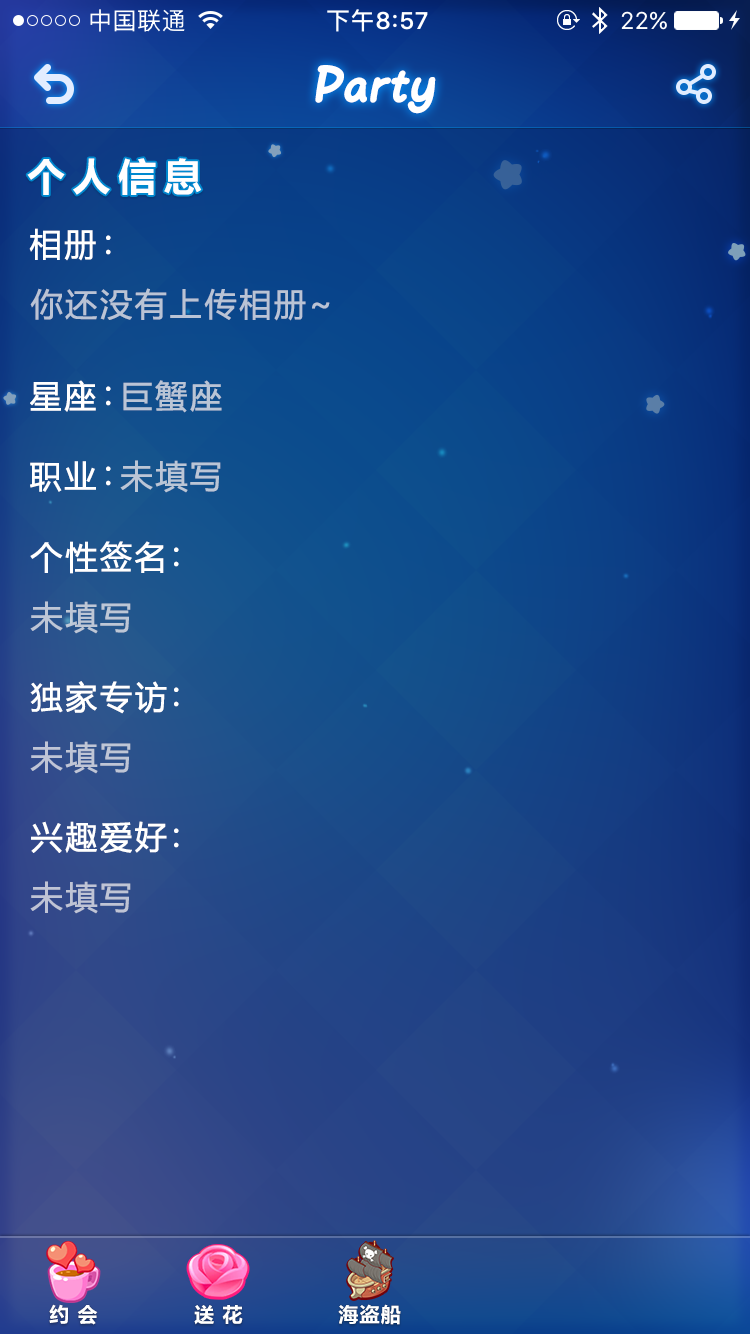 中国联通 下午8:57 22%
Party
个人信息
相册：
你还没有上传相册~
星座：巨蟹座
职业：未填写
个性签名：
未填写
独家专访：
未填写
兴趣爱好：
未填写
约会 送花 海盗船